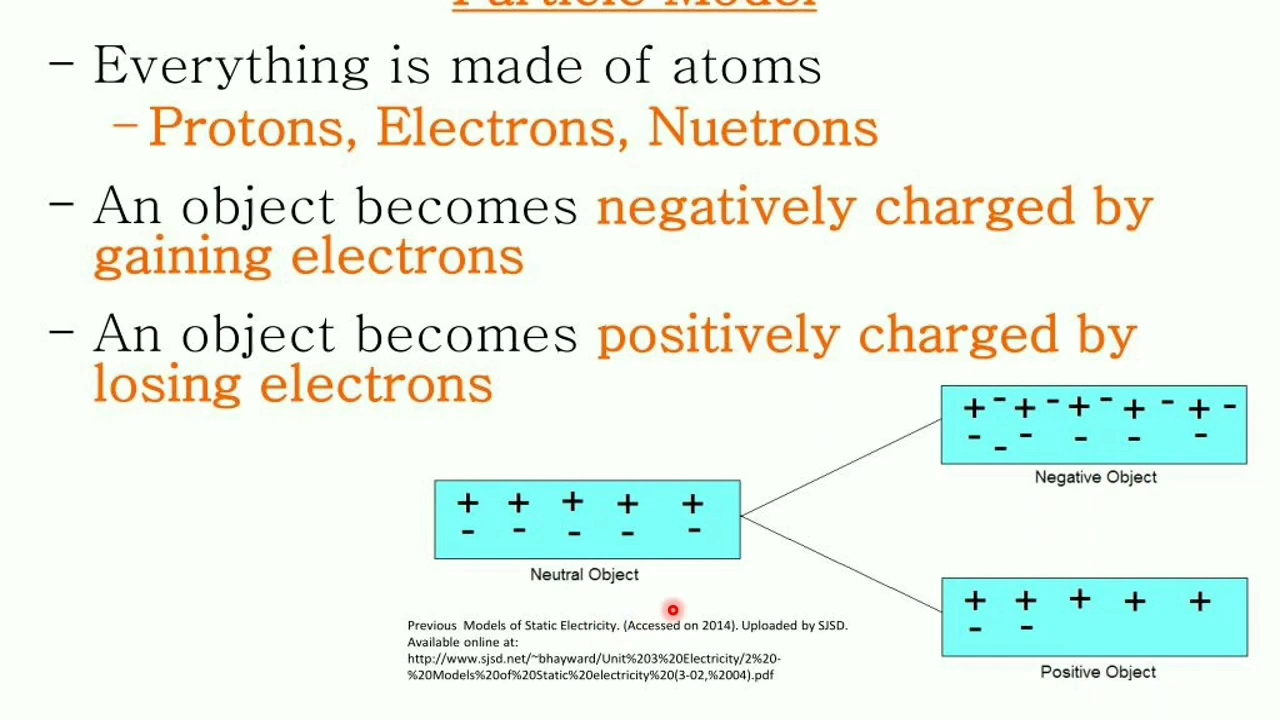 Particle Model
– Everything is made of atoms
– Protons, Electrons, Nuetrons
– An object becomes negatively charged by
gaining electrons
– An object becomes positively charged by
losing electrons
+ - + - + - + - + -
- - - - - -
Negative Object
+ + + + +
- - - - -
Neutral Object
+ + + + +
- -
Positive Object
Previous Models of Static Electricity. (Accessed on 2014). Uploaded by SJSD.
Available online at:
http://www.sjsd.net/~bhayward/Unit%203%20Electricity/2%20-
%20Models%20of%20Static%20electricity%20(3-02,%2004).pdf